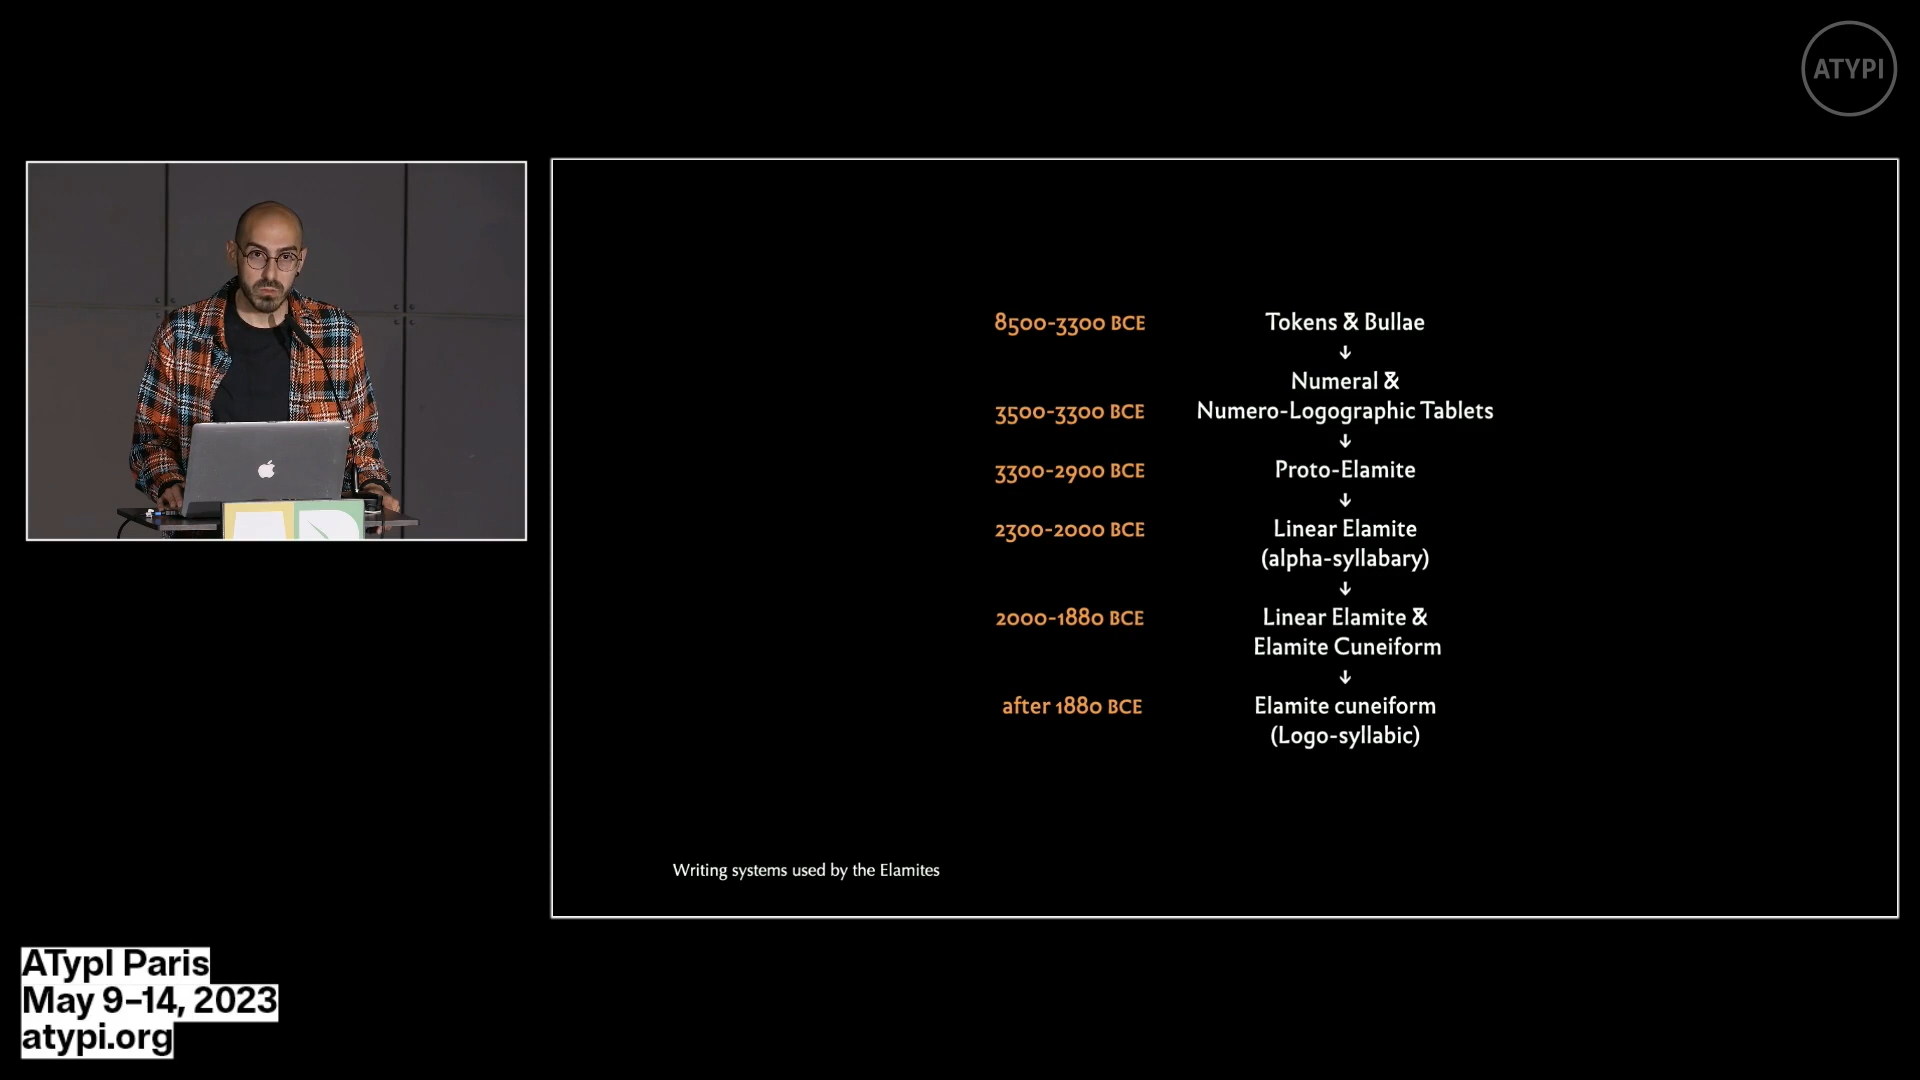 ATYPI
8500-3300 BCE Tokens & Bullae
↓
Numeral &
3500-3300 BCE Numero-Logographic Tablets
↓
3300-2900 BCE Proto-Elamite
↓
2300-2000 BCE Linear Elamite
(alpha-syllabary)
↓
2000-1880 BCE Linear Elamite &
Elamite Cuneiform
↓
after 1880 BCE Elamite cuneiform
(Logo-syllabic)
Writing systems used by the Elamites
ATypI Paris
May 9–14, 2023
atypi.org